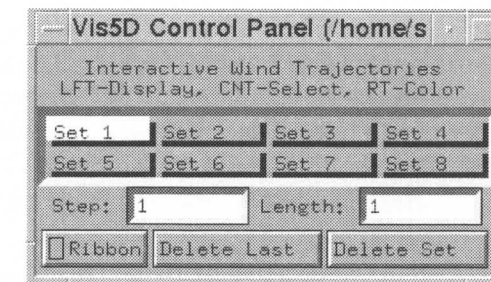 Vis5D Control Panel (/home/s
Interactive Wind Trajectories
LFT-Display, CNT-Select, RT-Color
Set 1 Set 2 Set 3 Set 4
Set 5 Set 6 Set 7 Set 8
Step: 1 Length: 1
Ribbon Delete Last Delete Set